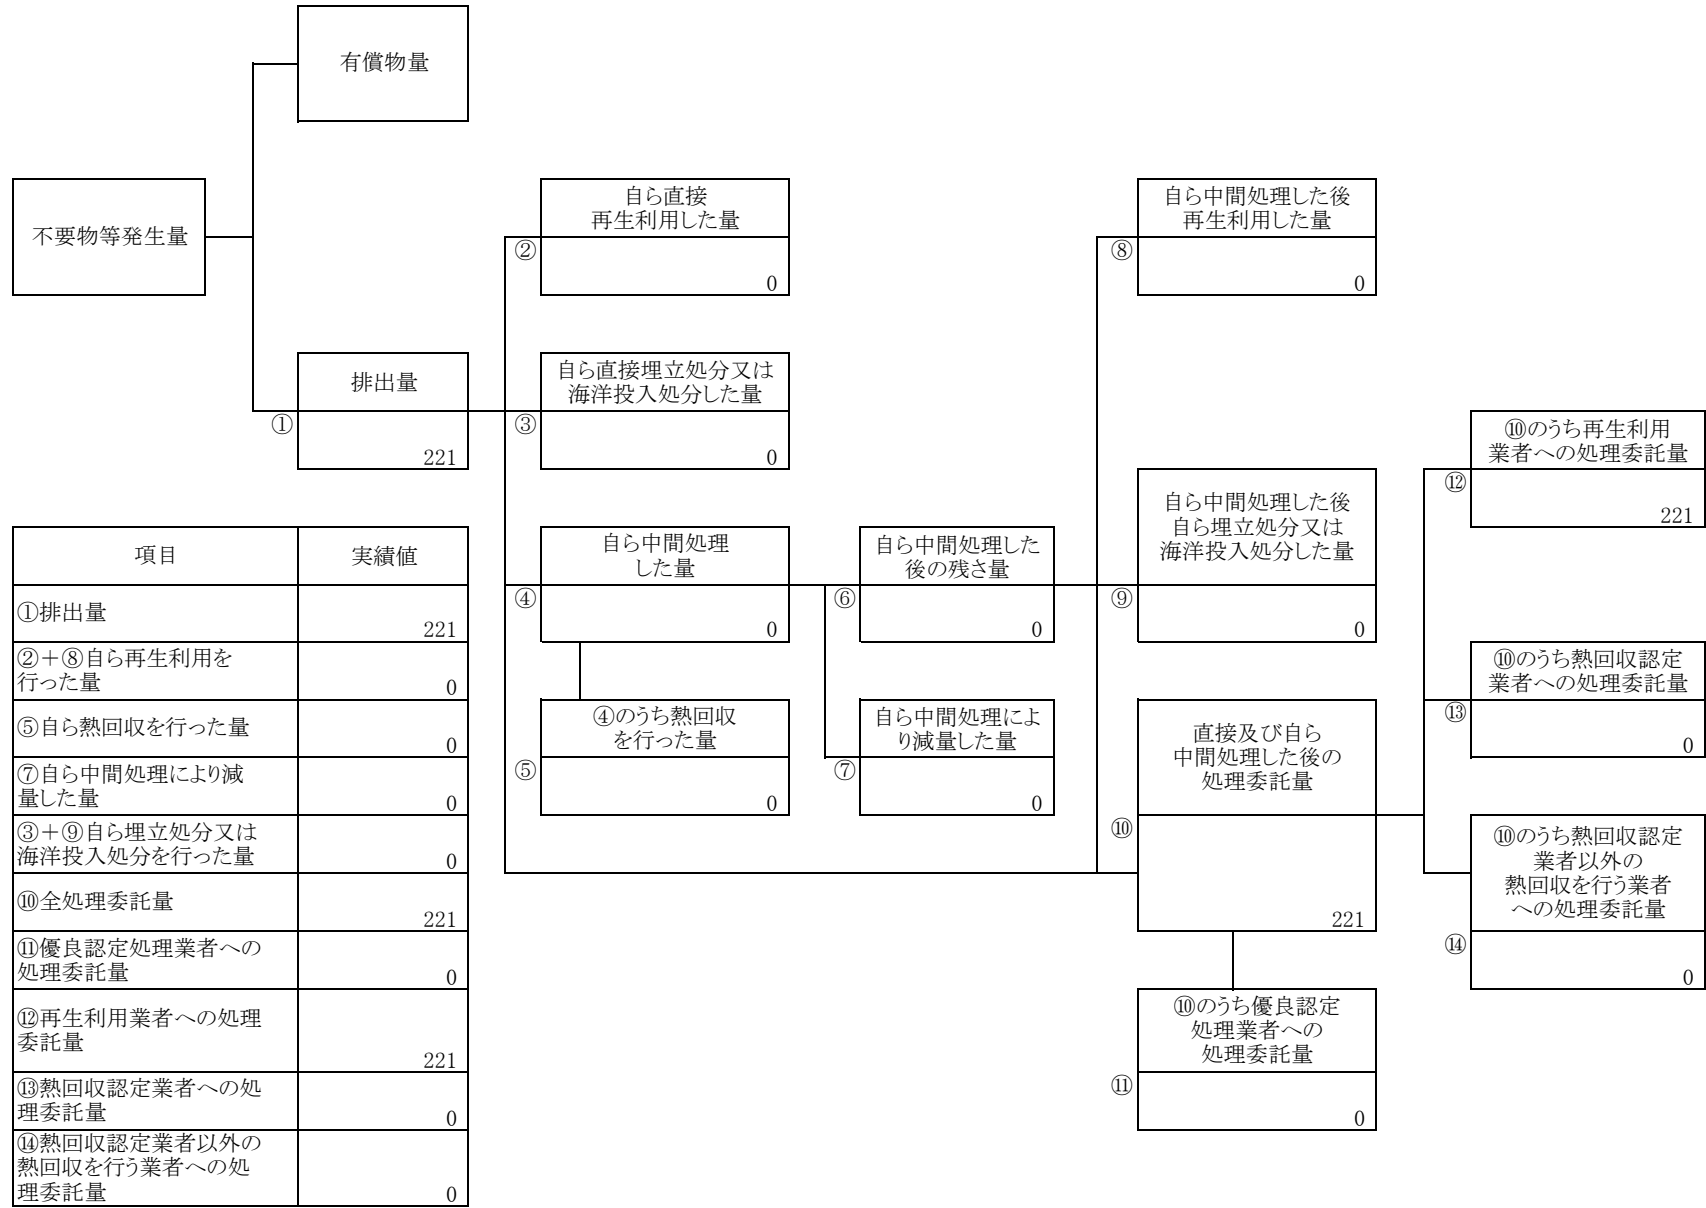 有償物量
不要物等発生量
排出量
①
221
自ら直接
再生利用した量
②
0
自ら直接埋立処分又は
海洋投入処分した量
③
0
自ら中間処理
した量
④
0
④のうち熱回収
を行った量
⑤
0
自ら中間処理した
後の残さ量
⑥
0
自ら中間処理によ
り減量した量
⑦
0
自ら中間処理した後
再生利用した量
⑧
0
自ら中間処理した後
自ら埋立処分又は
海洋投入処分した量
⑨
0
直接及び自ら
中間処理した後の
処理委託量
⑩
221
⑩のうち優良認定
処理業者への
処理委託量
⑪
0
⑩のうち再生利用
業者への処理委託量
⑫
221
⑩のうち熱回収認定
業者への処理委託量
⑬
0
⑩のうち熱回収認定
業者以外の
熱回収を行う業者
への処理委託量
⑭
0
項目 実績値
①排出量
221
②＋⑧自ら再生利用を
行った量
0
⑤自ら熱回収を行った量
0
⑦自ら中間処理により減
量した量
0
③＋⑨自ら埋立処分又は
海洋投入処分を行った量
0
⑩全処理委託量
221
⑪優良認定処理業者への
処理委託量
0
⑫再生利用業者への処理
委託量
221
⑬熱回収認定業者への処
理委託量
0
⑭熱回収認定業者以外の
熱回収を行う業者への処
理委託量
0